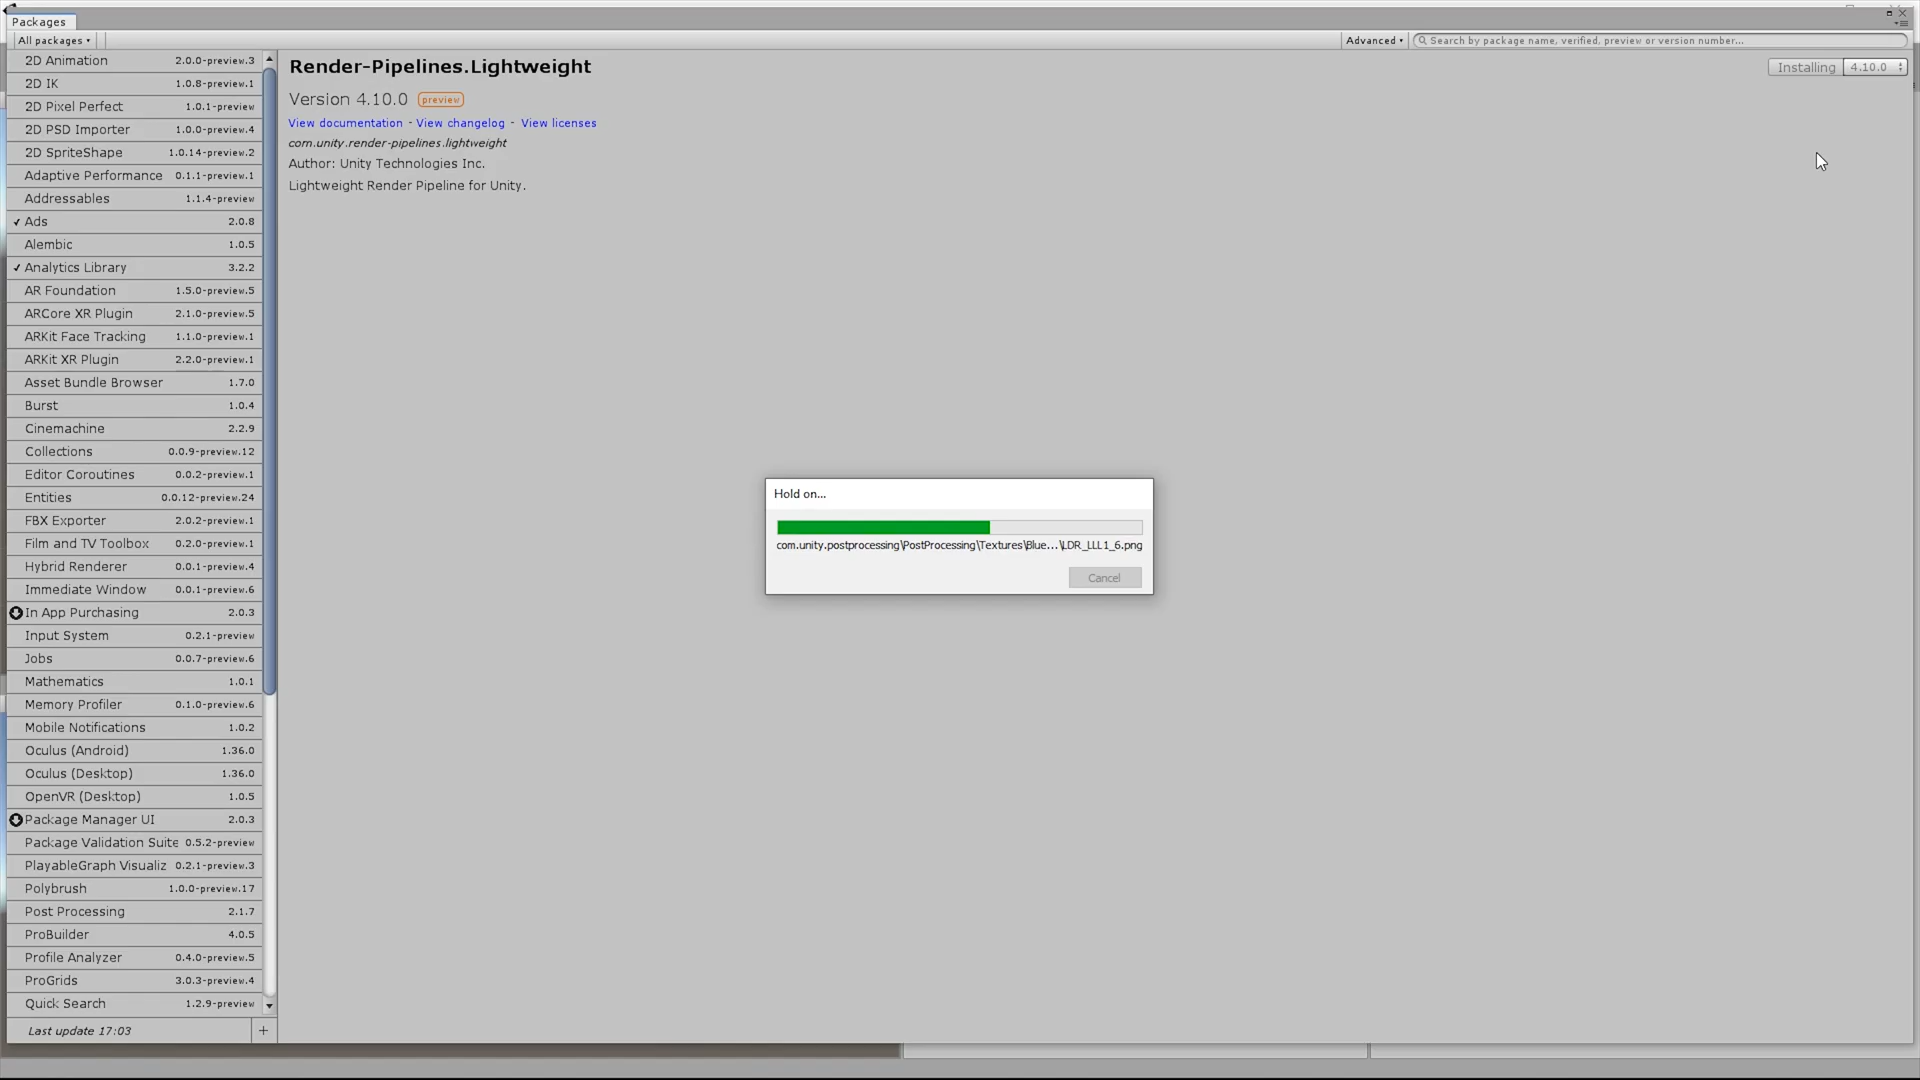 Packages
All packages
Advanced
Search by package name, verified, preview or version number...
2D Animation 2.0.0-preview.3
2D IK 1.0.8-preview.1
2D Pixel Perfect 1.0.1-preview
2D PSD Importer 1.0.0-preview.4
2D SpriteShape 1.0.14-preview.2
Adaptive Performance 0.1.1-preview.1
Addressables 1.1.4-preview
Ads 2.0.8
Alembic 1.0.5
Analytics Library 3.2.2
AR Foundation 1.5.0-preview.5
ARCore XR Plugin 2.1.0-preview.5
ARKit Face Tracking 1.1.0-preview.1
ARKit XR Plugin 2.2.0-preview.1
Asset Bundle Browser 1.7.0
Burst 1.0.4
Cinemachine 2.2.9
Collections 0.0.9-preview.12
Editor Coroutines 0.0.2-preview.1
Entities 0.0.12-preview.24
FBX Exporter 2.0.2-preview.1
Film and TV Toolbox 0.2.0-preview.1
Hybrid Renderer 0.0.1-preview.4
Immediate Window 0.0.1-preview.6
In App Purchasing 2.0.3
Input System 0.2.1-preview
Jobs 0.0.7-preview.6
Mathematics 1.0.1
Memory Profiler 0.1.0-preview.6
Mobile Notifications 1.0.2
Oculus (Android) 1.36.0
Oculus (Desktop) 1.36.0
OpenVR (Desktop) 1.0.5
Package Manager UI 2.0.3
Package Validation Suite 0.5.2-preview
PlayableGraph Visualiz 0.2.1-preview.3
Polybrush 1.0.0-preview.17
Post Processing 2.1.7
ProBuilder 4.0.5
Profile Analyzer 0.4.0-preview.5
ProGrids 3.0.3-preview.4
Quick Search 1.2.9-preview
Last update 17:03 +
Render-Pipelines.Lightweight
Installing 4.10.0
Version 4.10.0 preview
View documentation - View changelog - View licenses
com.unity.render-pipelines.lightweight
Author: Unity Technologies Inc.
Lightweight Render Pipeline for Unity.
Hold on...
com.unity.postprocessing\PostProcessing\Textures\Blue...\LDR_LLL1_6.png
Cancel